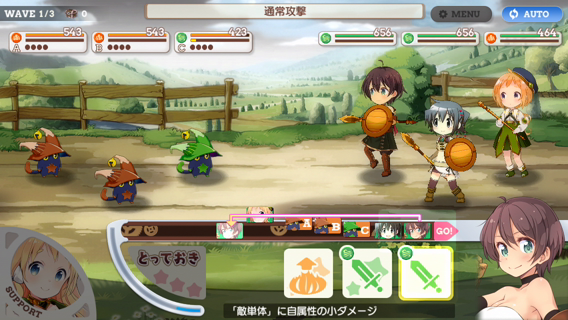 WAVE 1/3
0
通常攻撃
MENU
AUTO
543
543
423
656
656
464
A
B
C
A
B
C
GO!
とっておき
SUPPORT
「敵単体」に自属性の小ダメージ